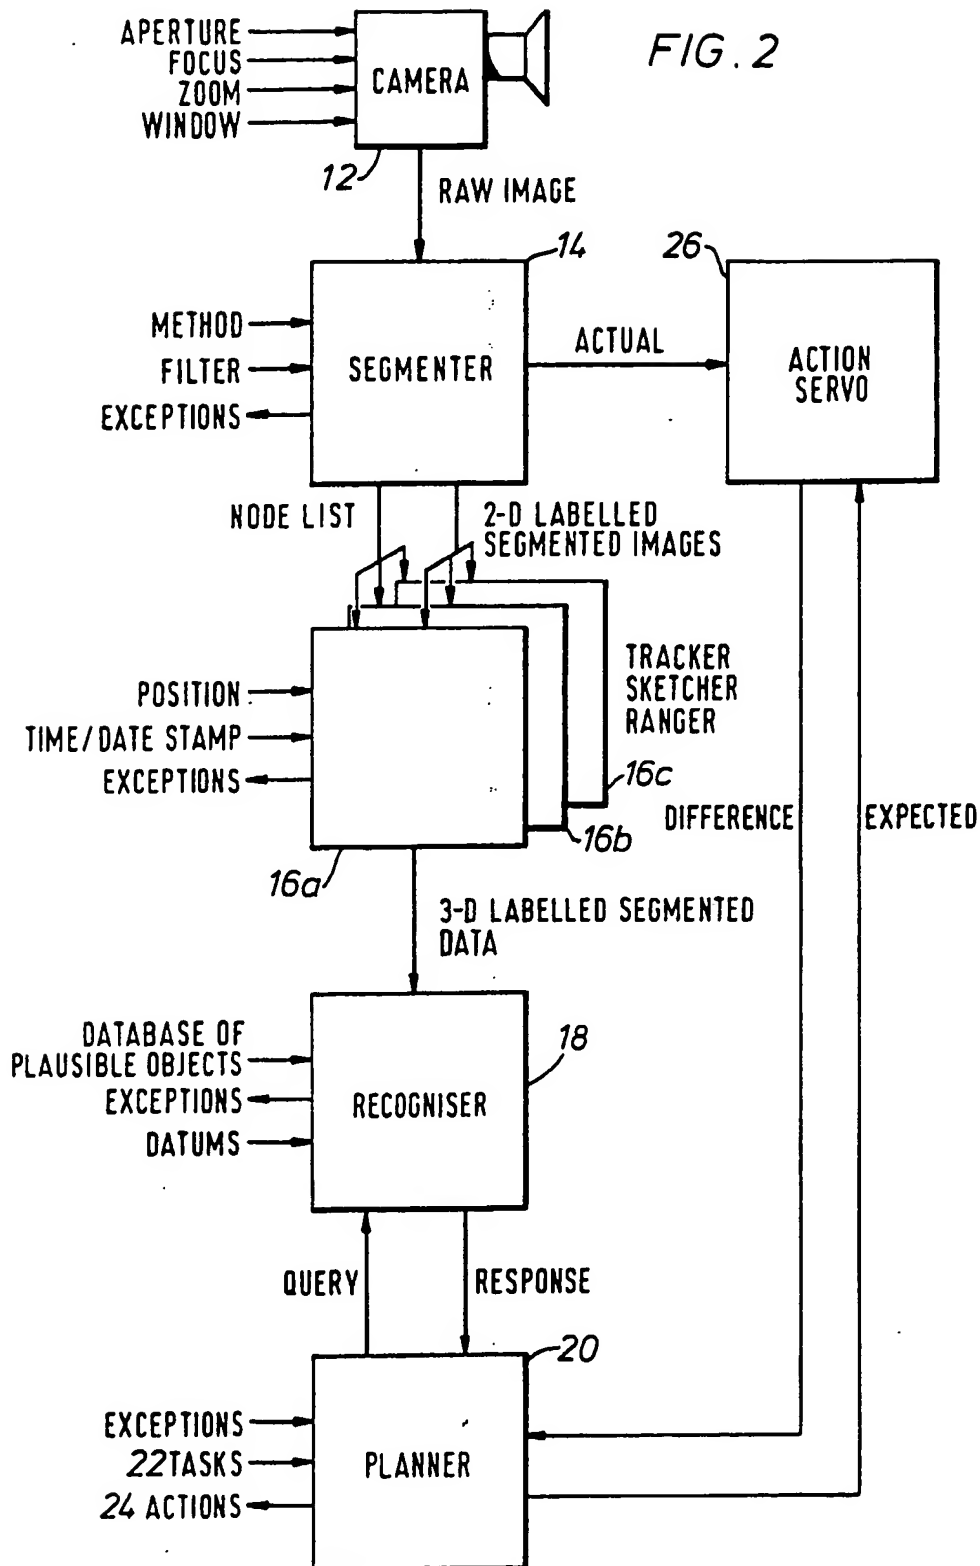 FIG. 2
APERTURE
FOCUS
ZOOM
WINDOW
CAMERA
12
RAW IMAGE
14
26
METHOD
FILTER
EXCEPTIONS
SEGMENTER
ACTUAL
ACTION
SERVO
NODE LIST
2-D LABELLED
SEGMENTED IMAGES
TRACKER
SKETCHER
RANGER
POSITION
TIME/DATE STAMP
EXCEPTIONS
16c
16b
16a
DIFFERENCE
EXPECTED
3-D LABELLED SEGMENTED
DATA
18
DATABASE OF
PLAUSIBLE OBJECTS
EXCEPTIONS
DATUMS
RECOGNISER
QUERY
RESPONSE
20
EXCEPTIONS
22 TASKS
24 ACTIONS
PLANNER